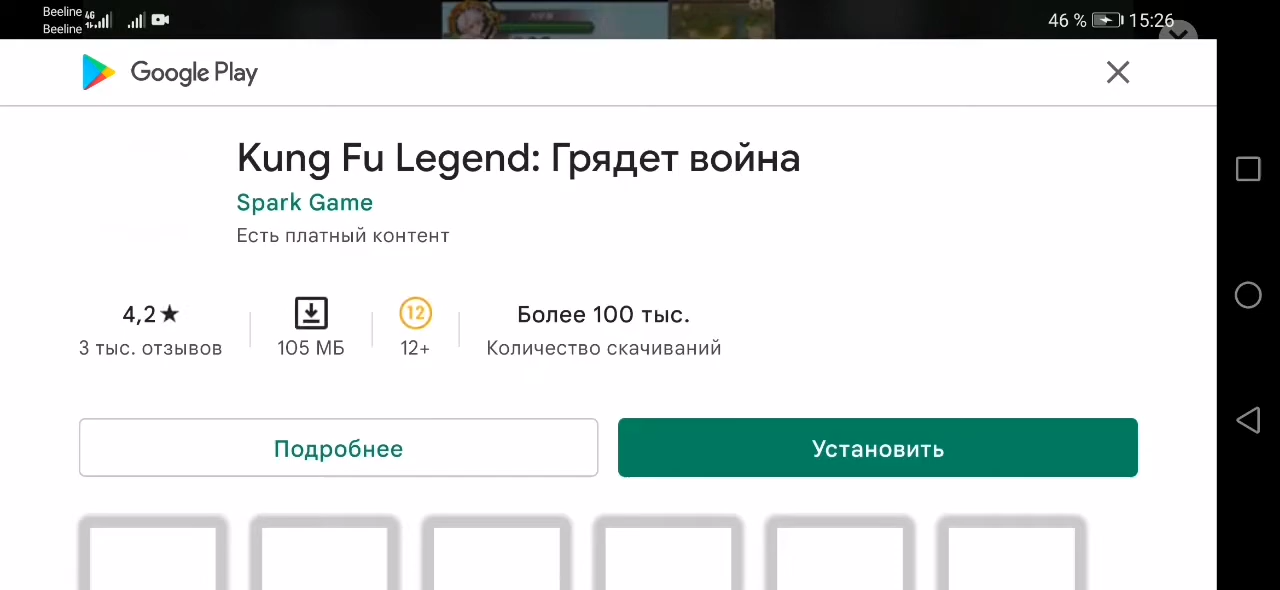 Beeline 4G
Beeline
46 % 15:26
Google Play
Kung Fu Legend: Грядет война
Spark Game
Есть платный контент
4,2★
3 тыс. отзывов
105 МБ
12
12+
Более 100 тыс.
Количество скачиваний
Подробнее
Установить